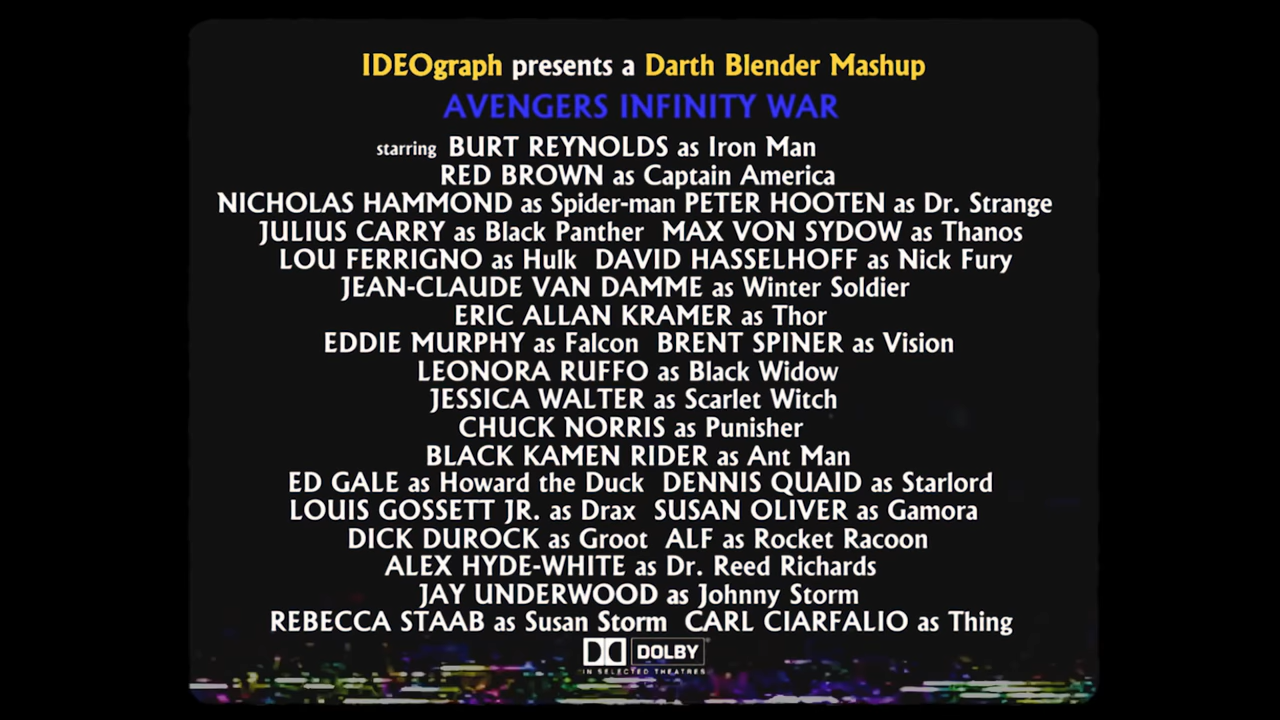 IDEOgraph presents a Darth Blender Mashup
AVENGERS INFINITY WAR
starring BURT REYNOLDS as Iron Man
RED BROWN as Captain America
NICHOLAS HAMMOND as Spider-man PETER HOOTEN as Dr. Strange
JULIUS CARRY as Black Panther MAX VON SYDOW as Thanos
LOU FERRIGNO as Hulk DAVID HASSELHOFF as Nick Fury
JEAN-CLAUDE VAN DAMME as Winter Soldier
ERIC ALLAN KRAMER as Thor
EDDIE MURPHY as Falcon BRENT SPINER as Vision
LEONORA RUFFO as Black Widow
JESSICA WALTER as Scarlet Witch
CHUCK NORRIS as Punisher
BLACK KAMEN RIDER as Ant Man
ED GALE as Howard the Duck DENNIS QUAID as Starlord
LOUIS GOSSETT JR. as Drax SUSAN OLIVER as Gamora
DICK DUROCK as Groot ALF as Rocket Racoon
ALEX HYDE-WHITE as Dr. Reed Richards
JAY UNDERWOOD as Johnny Storm
REBECCA STAAB as Susan Storm CARL CIARFALIO as Thing
DOLBY
IN SELECTED THEATRES